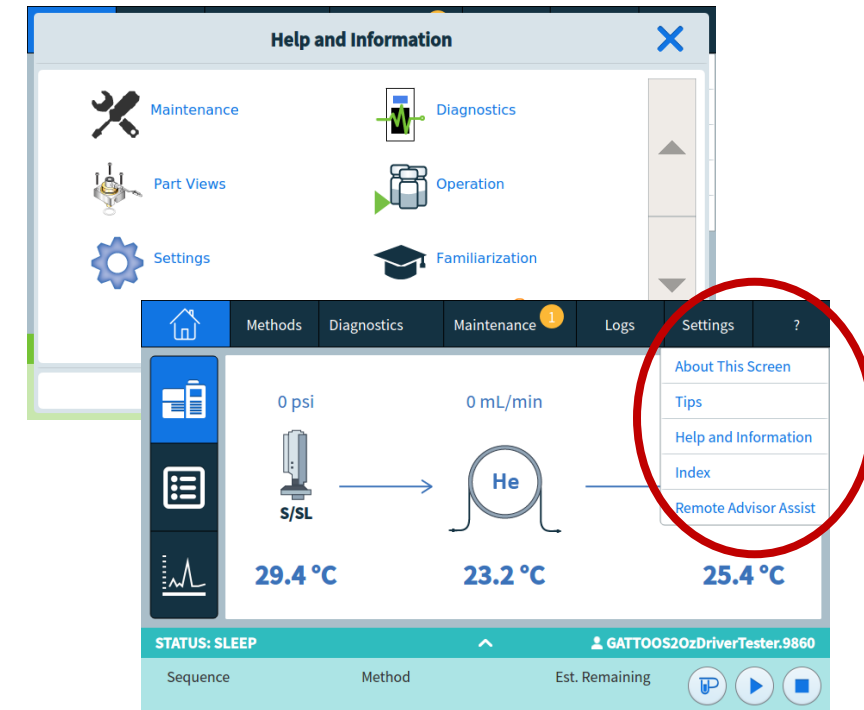 Help and Information
Maintenance
Diagnostics
Part Views
Operation
Settings
Familiarization
Methods
Diagnostics
Maintenance
1
Logs
Settings
?
About This Screen
Tips
Help and Information
Index
Remote Advisor Assist
0 psi
0 mL/min
He
S/SL
29.4 °C
23.2 °C
25.4 °C
STATUS: SLEEP
GATTOOS2OzDriverTester.9860
Sequence
Method
Est. Remaining
P